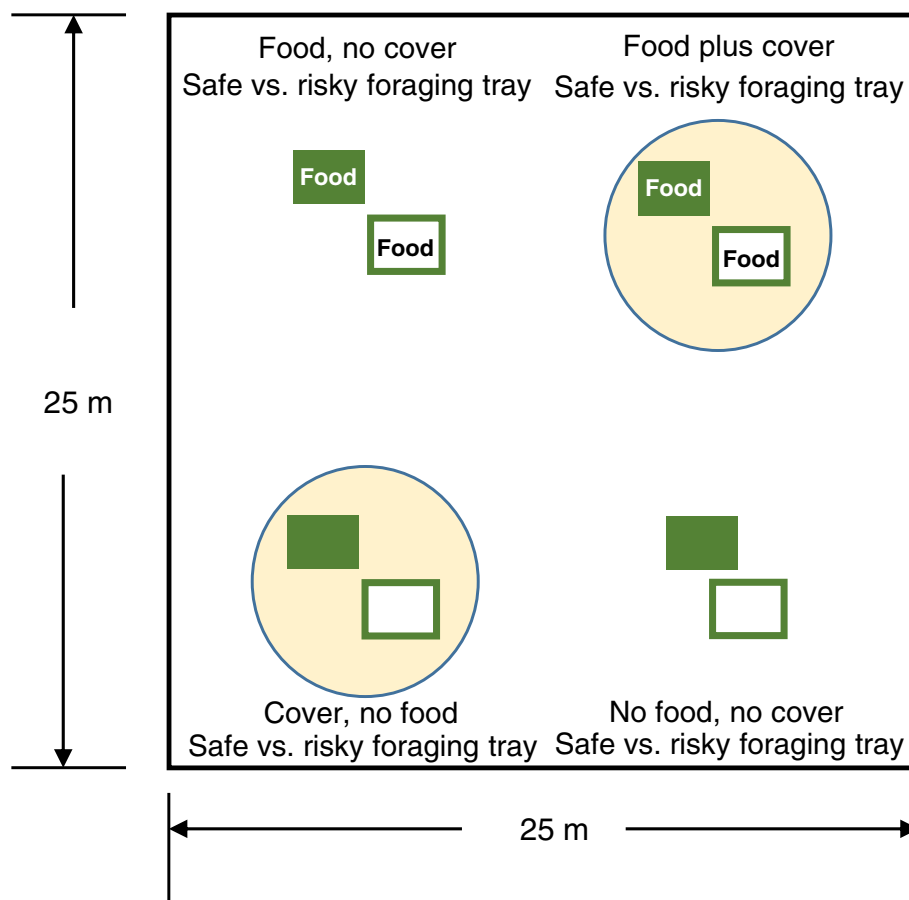 Food, no cover
Safe vs. risky foraging tray
Food plus cover
Safe vs. risky foraging tray
Food
Food
Food
Food
25 m
Cover, no food
Safe vs. risky foraging tray
No food, no cover
Safe vs. risky foraging tray
25 m